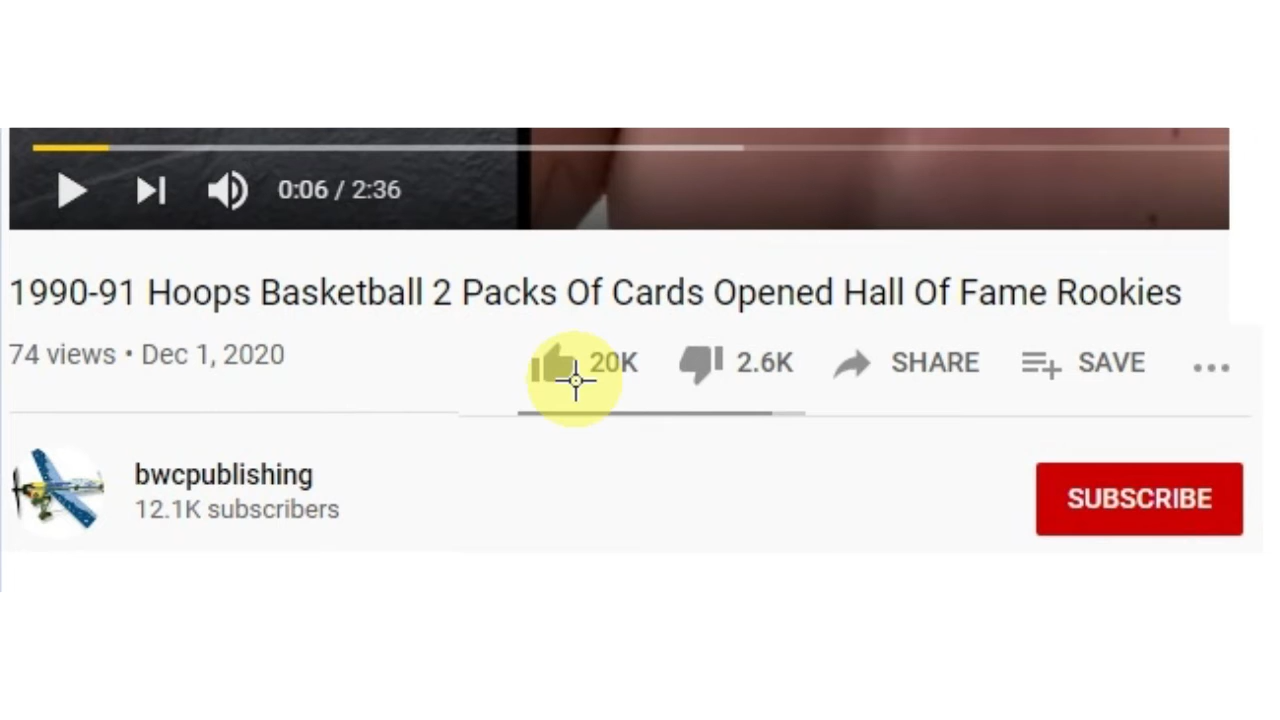 0:06 / 2:36
1990-91 Hoops Basketball 2 Packs Of Cards Opened Hall Of Fame Rookies
74 views • Dec 1, 2020
20K 2.6K SHARE SAVE
bwcpublishing
12.1K subscribers
SUBSCRIBE